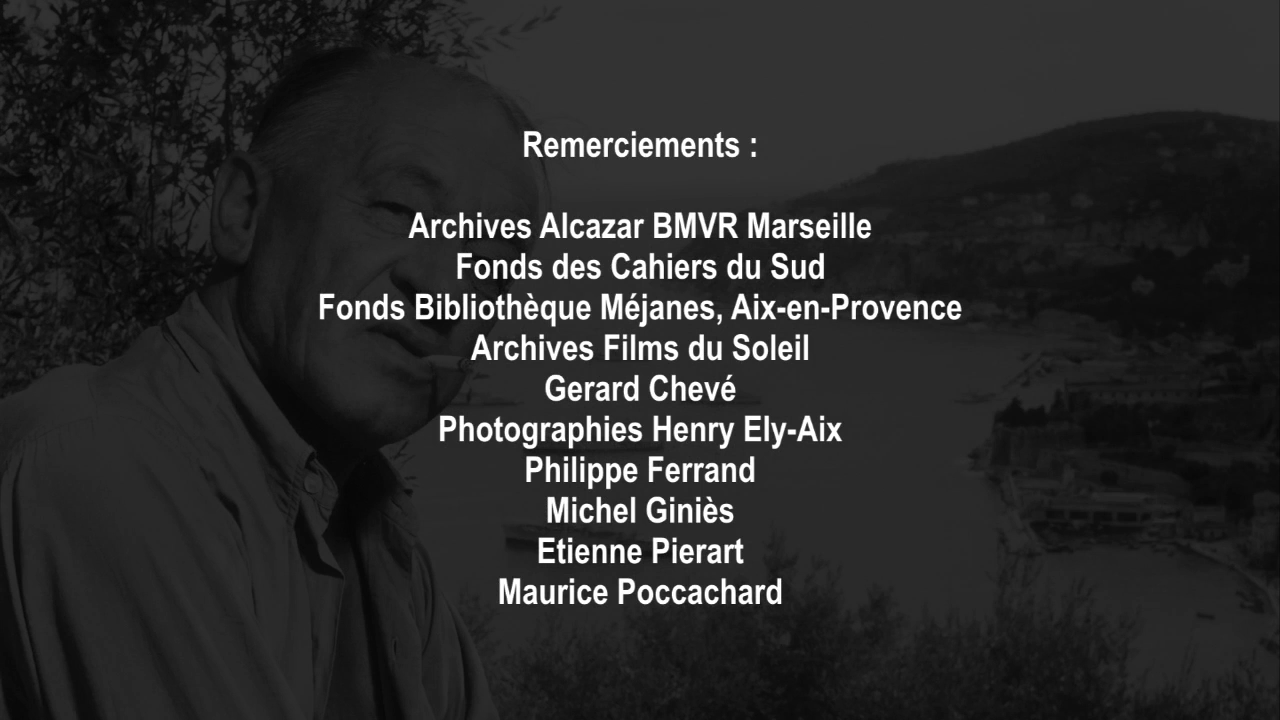 Remerciements :
Archives Alcazar BMVR Marseille
Fonds des Cahiers du Sud
Fonds Bibliothèque Méjanes, Aix-en-Provence
Archives Films du Soleil
Gerard Chevé
Photographies Henry Ely-Aix
Philippe Ferrand
Michel Giniès
Etienne Pierart
Maurice Poccachard